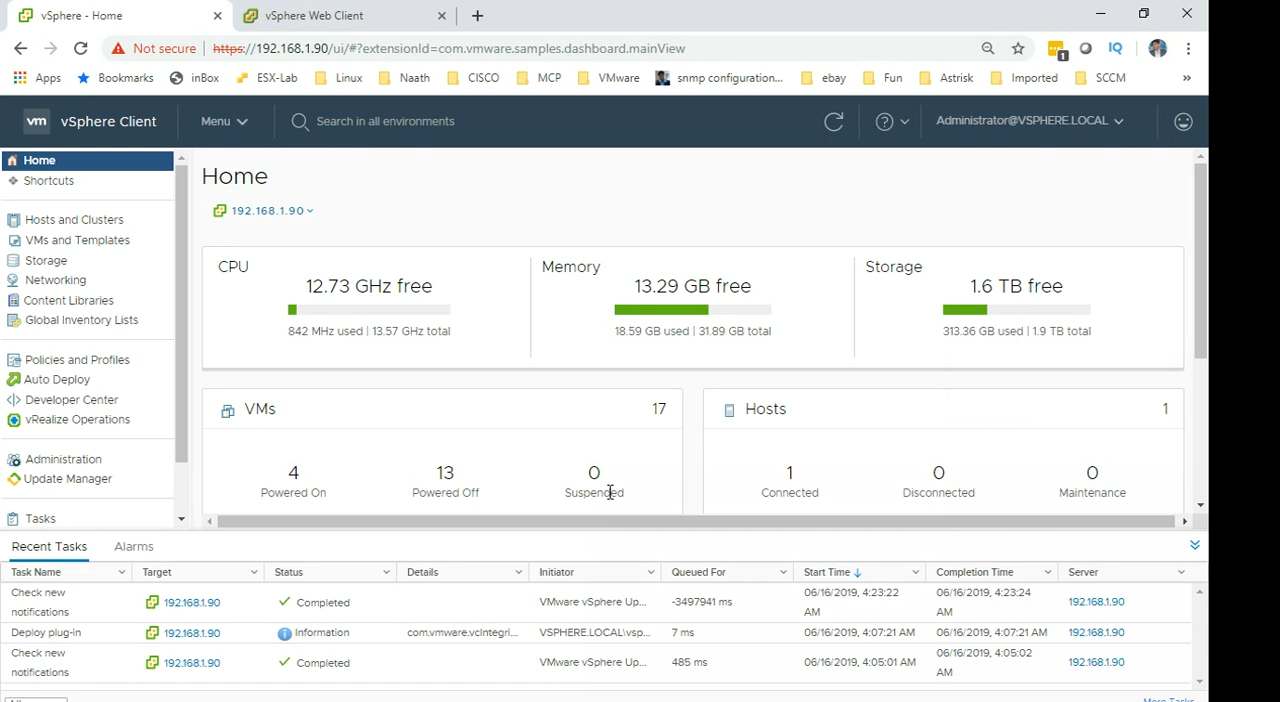 vSphere - Home
vSphere Web Client
Not secure
https://192.168.1.90/ui/#?extensionId=com.vmware.samples.dashboard.mainView
1
IQ
Apps Bookmarks inBox ESX-Lab Linux Naath CISCO MCP VMware snmp configuration... ebay Fun Astrisk Imported SCCM »
vm vSphere Client Menu Search in all environments Administrator@VSPHERE.LOCAL
Home
Shortcuts
Hosts and Clusters
VMs and Templates
Storage
Networking
Content Libraries
Global Inventory Lists
Policies and Profiles
Auto Deploy
Developer Center
vRealize Operations
Administration
Update Manager
Tasks
Home
192.168.1.90
CPU
12.73 GHz free
842 MHz used | 13.57 GHz total
Memory
13.29 GB free
18.59 GB used | 31.89 GB total
Storage
1.6 TB free
313.36 GB used | 1.9 TB total
VMs 17
4 13 0
Powered On Powered Off Suspended
Hosts 1
1 0 0
Connected Disconnected Maintenance
Recent Tasks Alarms
Task Name Target Status Details Initiator Queued For Start Time Completion Time Server
Check new notifications 192.168.1.90 Completed VMware vSphere Up... -3497941 ms 06/16/2019, 4:23:22 AM 06/16/2019, 4:23:24 AM 192.168.1.90
Deploy plug-in 192.168.1.90 Information com.vmware.vcIntegri... VSPHERE.LOCAL\vsp... 7 ms 06/16/2019, 4:07:21 AM 06/16/2019, 4:07:21 AM 192.168.1.90
Check new notifications 192.168.1.90 Completed VMware vSphere Up... 485 ms 06/16/2019, 4:05:01 AM 06/16/2019, 4:05:02 AM 192.168.1.90
More Tasks